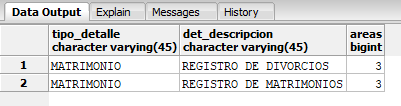 Data Output Explain Messages History
tipo_detalle det_descripcion areas
character varying(45) character varying(45) bigint
1 MATRIMONIO REGISTRO DE DIVORCIOS 3
2 MATRIMONIO REGISTRO DE MATRIMONIOS 3